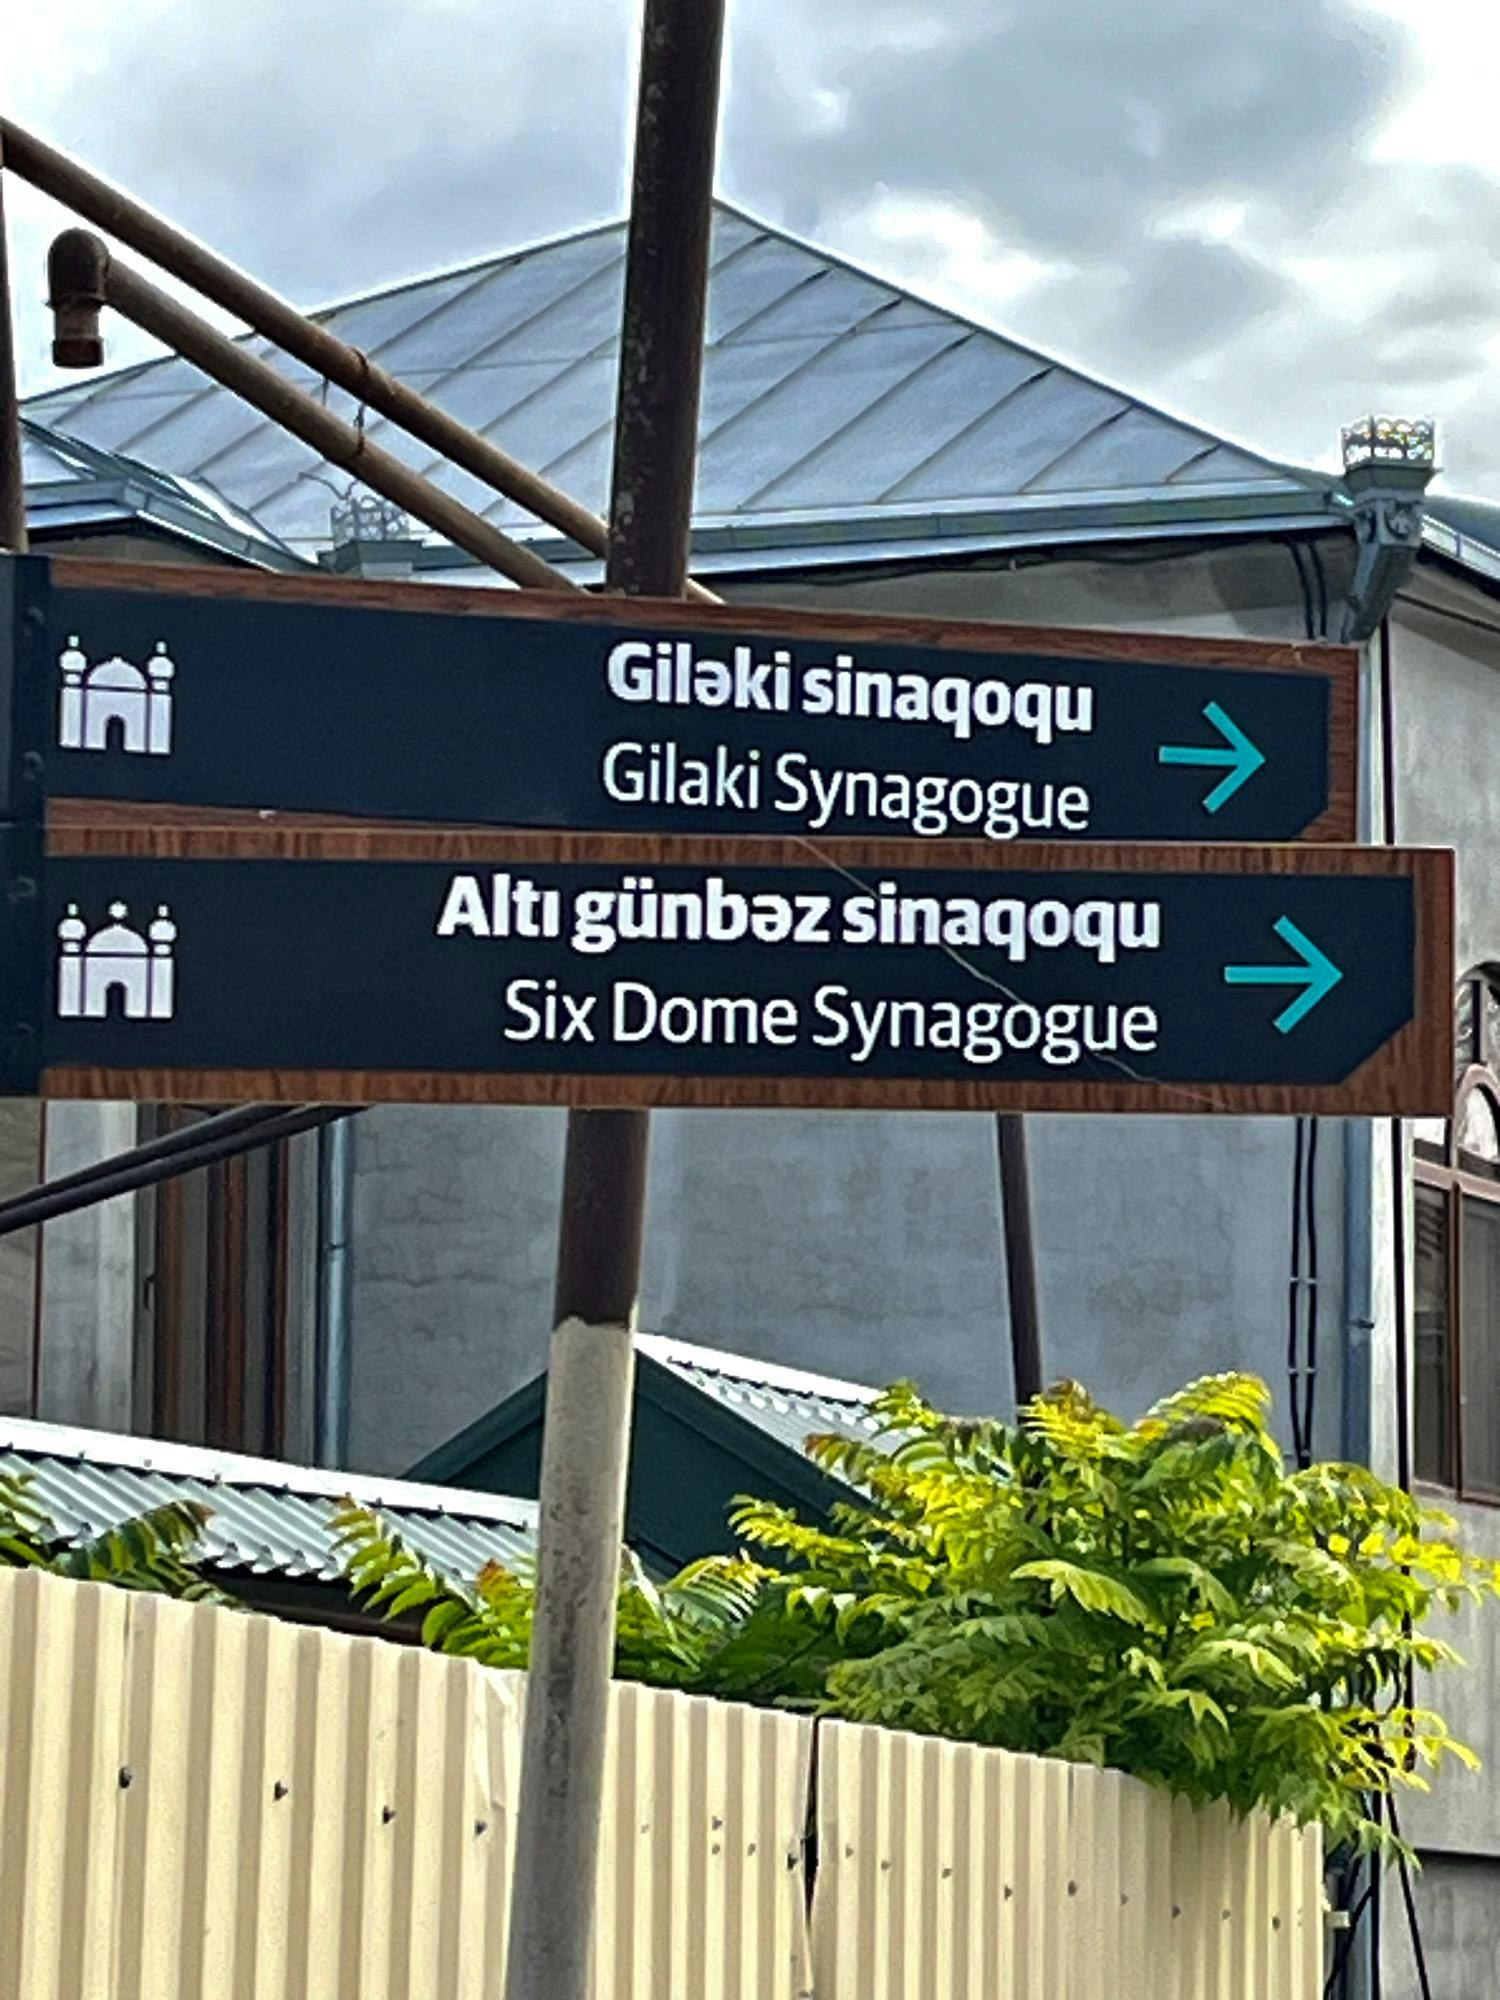 Giləki sinaqoqu
Gilaki Synagogue
Altı günbəz sinaqoqu
Six Dome Synagogue